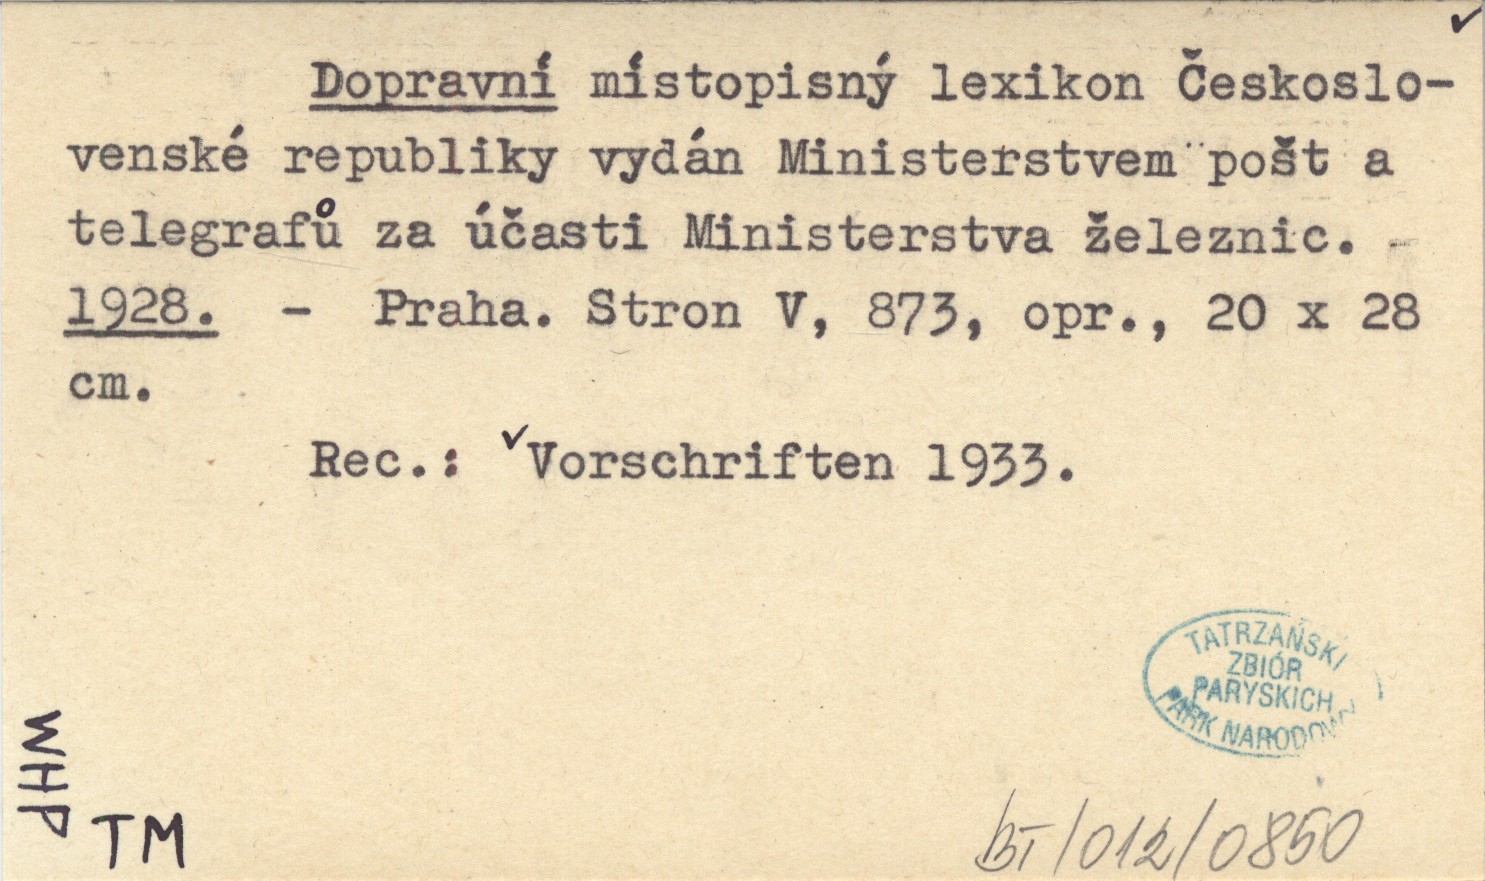 Dopravní místopisný lexikon Českoslo-
venské republiky vydán Ministerstvem pošt a
telegrafů za účasti Ministerstva železnic. -
1928. - Praha. Stron V, 873, opr., 20 x 28
cm.
Rec.: ✓Vorschriften 1933.
TATRZAŃSKI
ZBIÓR
PARYSKICH
PARK NARODOWY
WHP
TM
BT/012/0850